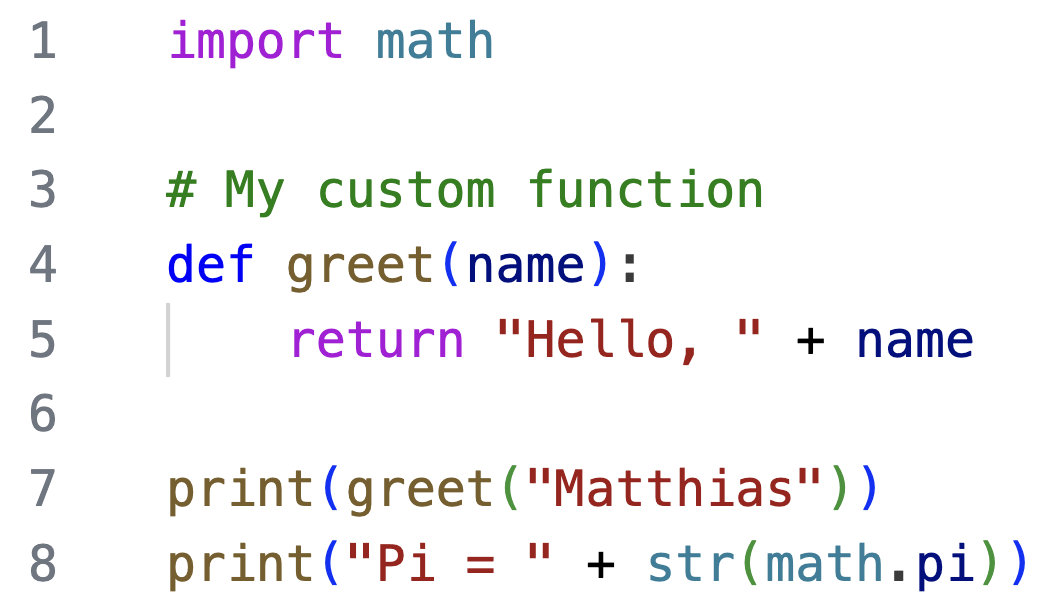 1 import math
2
3 # My custom function
4 def greet(name):
5     return "Hello, " + name
6
7 print(greet("Matthias"))
8 print("Pi = " + str(math.pi))